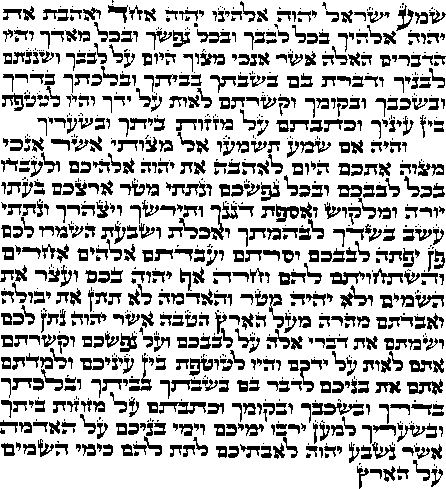 שמע ישראל יהוה אלהינו יהוה אחד ואהבת את
יהוה אלהיך בכל לבבך ובכל נפשך ובכל מאדך והיו
הדברים האלה אשר אנכי מצוך היום על לבבך ושננתם
לבניך ודברת בם בשבתך בביתך ובלכתך בדרך
ובשכבך ובקומך וקשרתם לאות על ידך והיו לטטפת
בין עיניך וכתבתם על מזזות ביתך ובשעריך
והיה אם שמע תשמעו אל מצותי אשר אנכי
מצוה אתכם היום לאהבה את יהוה אלהיכם ולעבדו
בכל לבבכם ובכל נפשכם ונתתי מטר ארצכם בעתו
יורה ומלקוש ואספת דגנך ותירשך ויצהרך ונתתי
עשב בשדך לבהמתך ואכלת ושבעת השמרו לכם
פן יפתה לבבכם וסרתם ועבדתם אלהים אחרים
והשתחויתם להם וחרה אף יהוה בכם ועצר את
השמים ולא יהיה מטר והאדמה לא תתן את יבולה
ואבדתם מהרה מעל הארץ הטבה אשר יהוה נתן לכם
ושמתם את דברי אלה על לבבכם ועל נפשכם וקשרתם
אתם לאות על ידכם והיו לטוטפת בין עיניכם ולמדתם
אתם את בניכם לדבר בם בשבתך בביתך ובלכתך
בדרך ובשכבך ובקומך וכתבתם על מזוזות ביתך
ובשעריך למען ירבו ימיכם וימי בניכם על האדמה
אשר נשבע יהוה לאבתיכם לתת להם כימי השמים
על הארץ